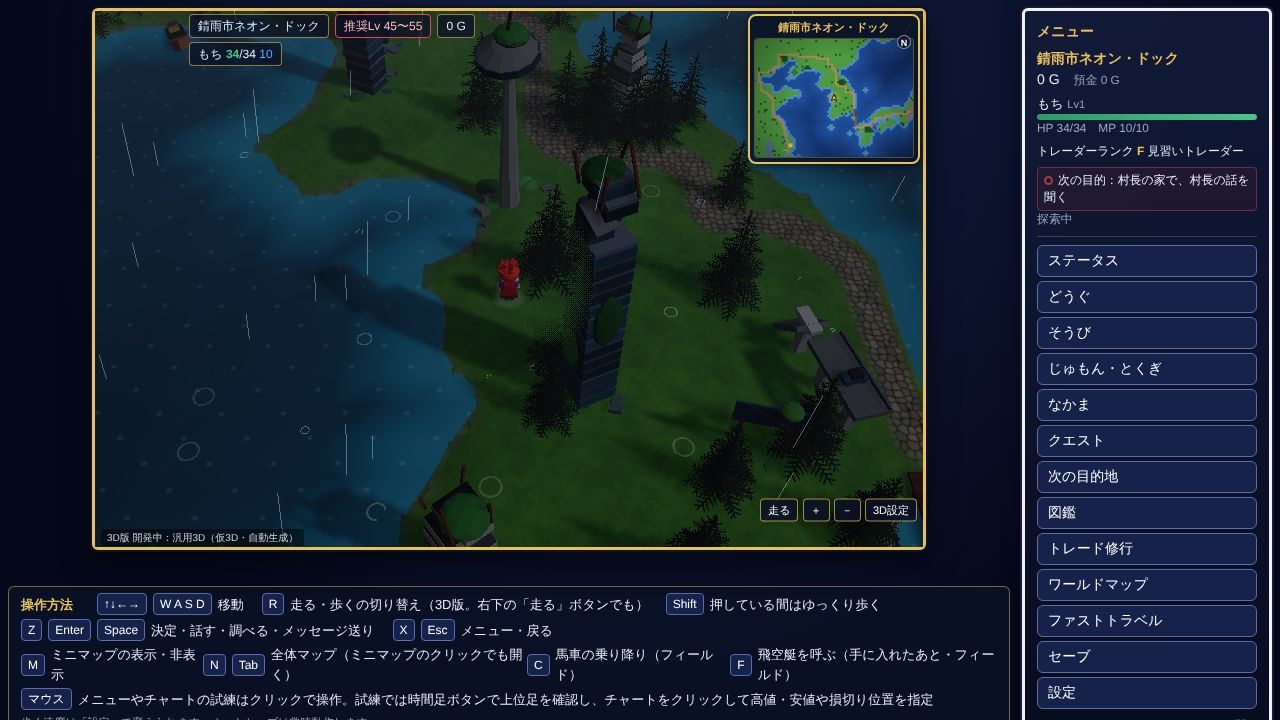 錆雨市ネオン・ドック
推奨Lv 45〜55
0 G
もち 34/34 10
錆雨市ネオン・ドック
N
走る
+
−
3D設定
3D版 開発中：汎用3D（仮3D・自動生成）
メニュー
錆雨市ネオン・ドック
0 G 預金 0 G
もち Lv1
HP 34/34 MP 10/10
トレーダーランク F 見習いトレーダー
次の目的：村長の家で、村長の話を
聞く
探索中
ステータス
どうぐ
そうび
じゅもん・とくぎ
なかま
クエスト
次の目的地
図鑑
トレード修行
ワールドマップ
ファストトラベル
セーブ
設定
操作方法 ↑↓←→ W A S D 移動 R 走る・歩くの切り替え（3D版。右下の「走る」ボタンでも） Shift 押している間はゆっくり歩く
Z Enter Space 決定・話す・調べる・メッセージ送り X Esc メニュー・戻る
M ミニマップの表示・非表示 N Tab 全体マップ（ミニマップのクリックでも開く） C 馬車の乗り降り（フィールド） F 飛空艇を呼ぶ（手に入れたあと・フィールド）
マウス メニューやチャートの試練はクリックで操作。試練では時間足ボタンで上位足を確認し、チャートをクリックして高値・安値や損切り位置を指定